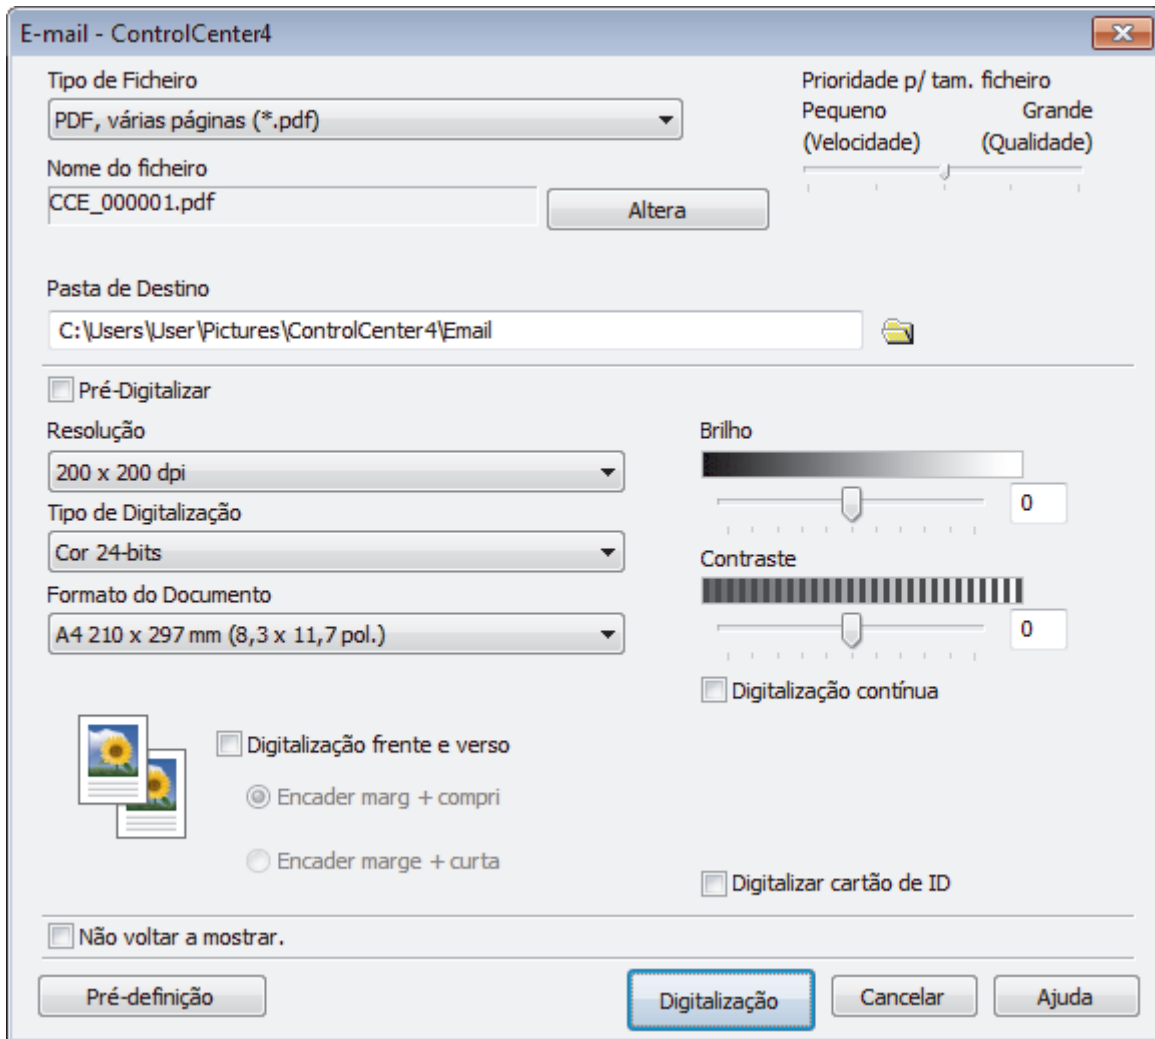 E-mail - ControlCenter4
Tipo de Ficheiro
PDF, várias páginas (*.pdf)
Prioridade p/ tam. ficheiro
Pequeno Grande
(Velocidade) (Qualidade)
Nome do ficheiro
CCE_000001.pdf
Altera
Pasta de Destino
C:\Users\User\Pictures\ControlCenter4\Email
Pré-Digitalizar
Resolução
200 x 200 dpi
Tipo de Digitalização
Cor 24-bits
Formato do Documento
A4 210 x 297 mm (8,3 x 11,7 pol.)
Brilho
0
Contraste
0
Digitalização contínua
Digitalização frente e verso
Encader marg + compri
Encader marge + curta
Digitalizar cartão de ID
Não voltar a mostrar.
Pré-definição
Digitalização
Cancelar
Ajuda